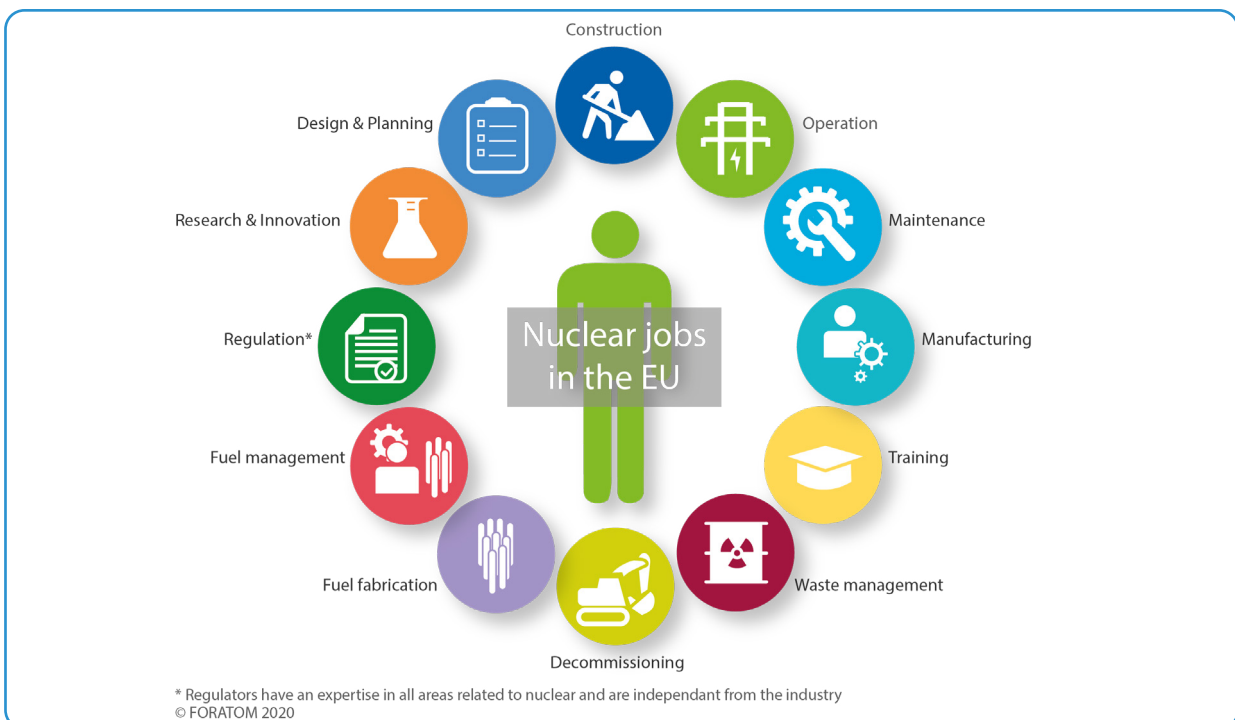 Construction
Design & Planning
Operation
Research & Innovation
Maintenance
Nuclear jobs
in the EU
Regulation*
Manufacturing
Fuel management
Training
Fuel fabrication
Waste management
Decommissioning
* Regulators have an expertise in all areas related to nuclear and are independant from the industry
© FORATOM 2020